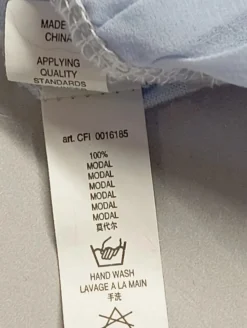 MADE
CHINA
APPLYING
QUALITY
STANDARDS
art. CFI 0016185
100%
MODAL
MODAL
MODAL
MODAL
MODAL
MODAL
莫代尔
HAND WASH
LAVAGE A LA MAIN
手洗